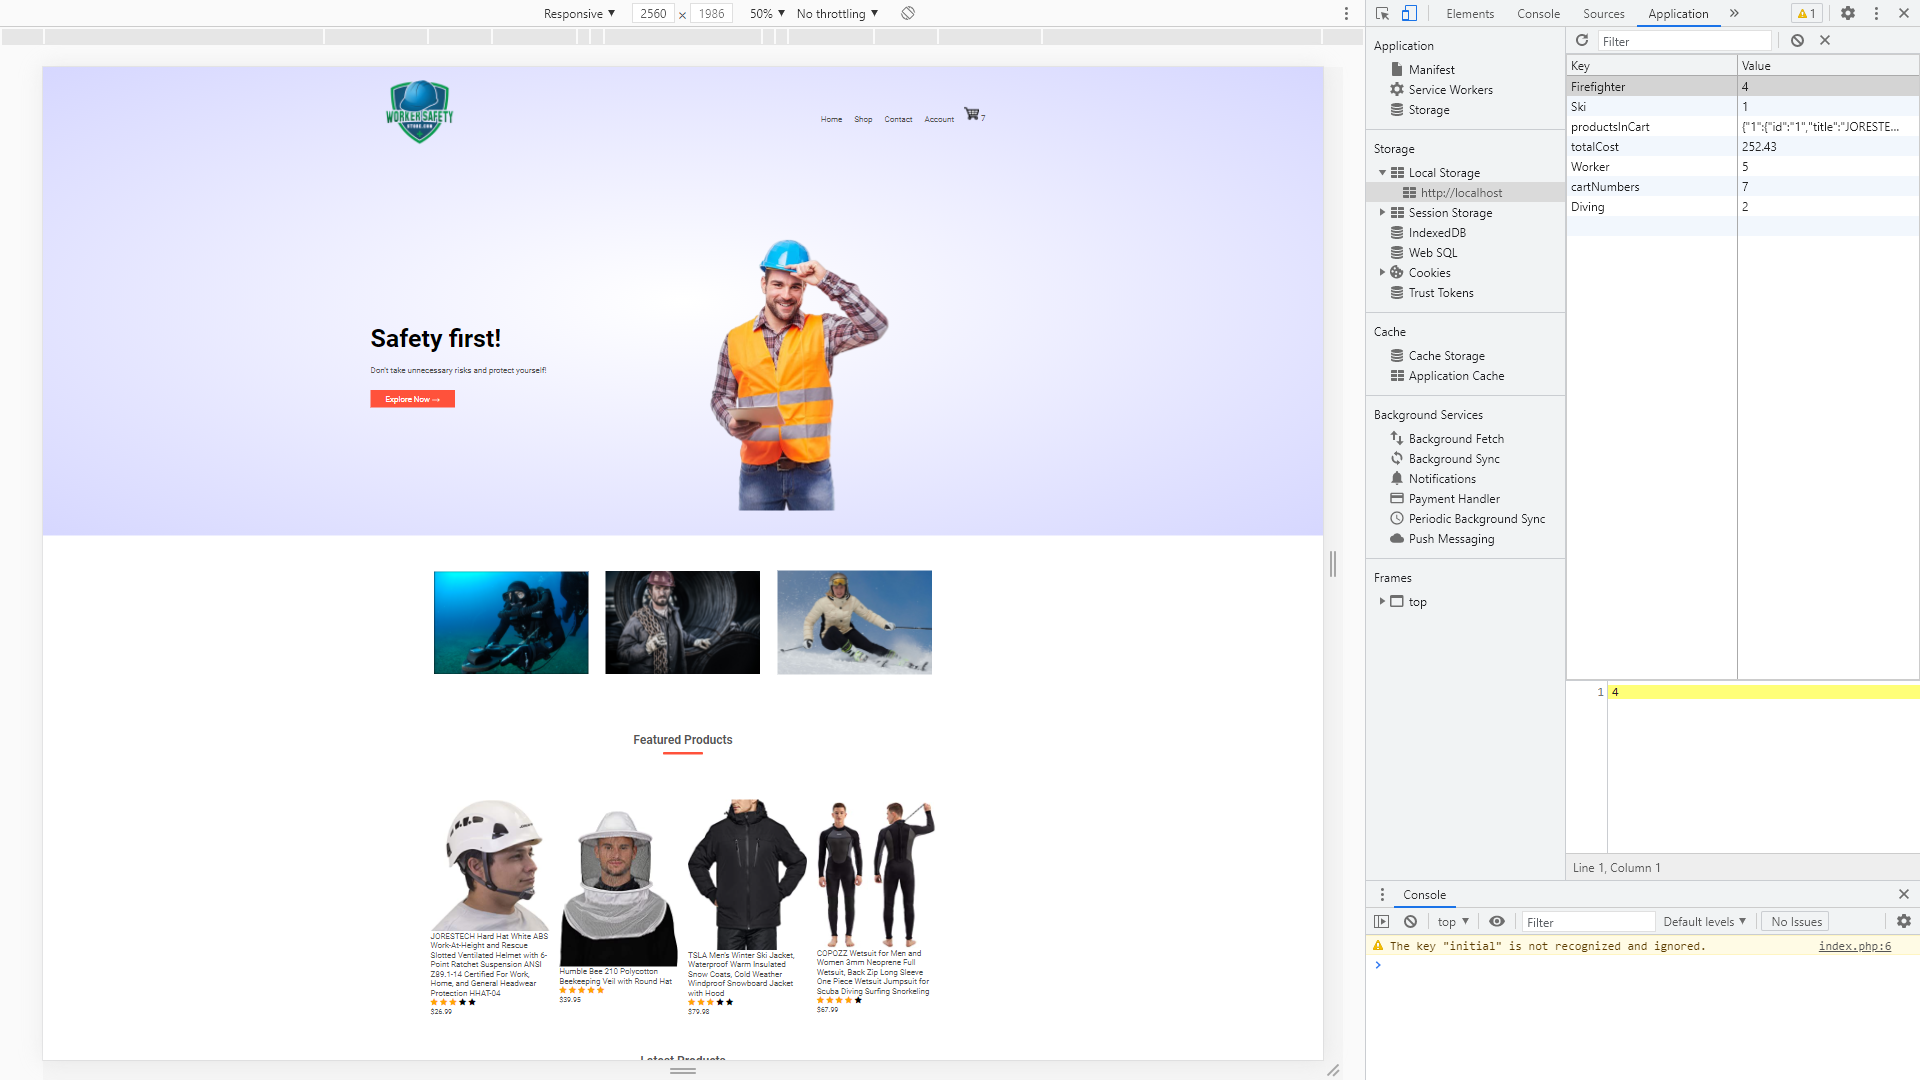 Responsive ▼ 2560 × 1986 50% ▼ No throttling ▼
WORKER SAFETY
STORE.COM
Home Shop Contact Account 7
Safety first!
Don't take unnecessary risks and protect yourself!
Explore Now →
Featured Products
JORESTECH Hard Hat White ABS
Work-At-Height and Rescue
Slotted Ventilated Helmet with 6-
Point Ratchet Suspension ANSI
Z89.1-14 Certified For Work,
Home, and General Headwear
Protection HHAT-04
$26.99
Humble Bee 210 Polycotton
Beekeeping Veil with Round Hat
$39.95
TSLA Men's Winter Ski Jacket,
Waterproof Warm Insulated
Snow Coats, Cold Weather
Windproof Snowboard Jacket
with Hood
$79.98
COPOZZ Wetsuit for Men and
Women 3mm Neoprene Full
Wetsuit, Back Zip Long Sleeve
One Piece Wetsuit Jumpsuit for
Scuba Diving Surfing Snorkeling
$67.99
Latest Products
Elements Console Sources Application » 1
Application
Manifest
Service Workers
Storage
Storage
Local Storage
http://localhost
Session Storage
IndexedDB
Web SQL
Cookies
Trust Tokens
Cache
Cache Storage
Application Cache
Background Services
Background Fetch
Background Sync
Notifications
Payment Handler
Periodic Background Sync
Push Messaging
Frames
top
Filter
Key Value
Firefighter 4
Ski 1
productsInCart {"1":{"id":"1","title":"JORESTE...
totalCost 252.43
Worker 5
cartNumbers 7
Diving 2
1 4
Line 1, Column 1
Console
top ▼ Filter Default levels ▼ No Issues
The key "initial" is not recognized and ignored. index.php:6